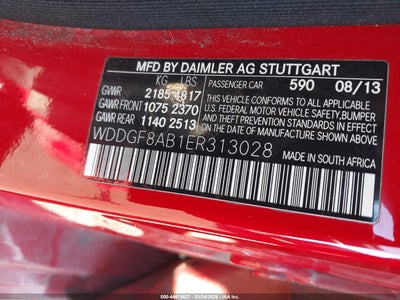 MFD BY DAIMLER AG STUTTGART
KG LBS PASSENGER CAR 590 08/13
GVWR 2185 4817
GAWR FRONT 1075 2370
GAWR REAR 1140 2513
THIS VEHICLE CONFORMS TO ALL APPLICABLE
U.S. FEDERAL MOTOR VEHICLE SAFETY, BUMPER
AND THEFT PREVENTION STANDARDS IN EFFECT
ON THE DATE OF MANUFACTURE SHOWN ABOVE.
WDDGF8AB1ER313028
MADE IN SOUTH AFRICA